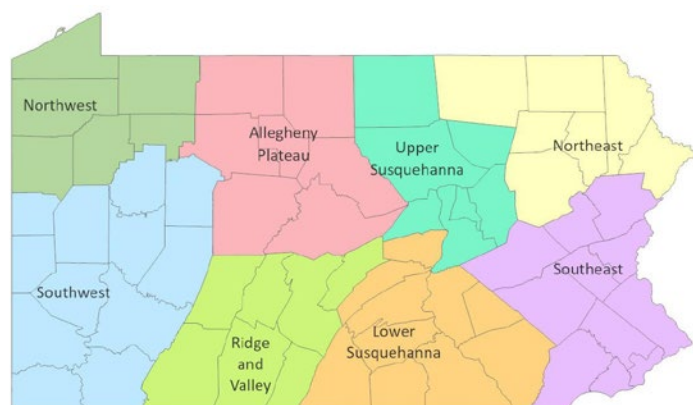 Northwest
Allegheny
Plateau
Upper
Susquehanna
Northeast
Southwest
Southeast
Ridge
and
Valley
Lower
Susquehanna